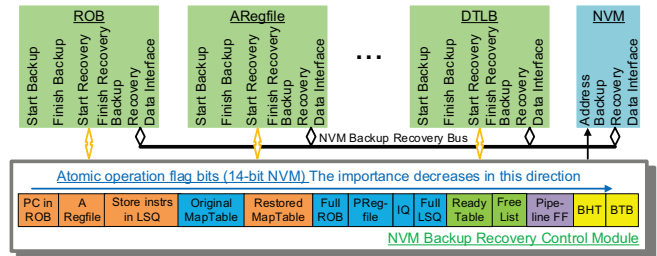 ROB
ARegfile
DTLB
NVM
Start Backup
Finish Backup
Start Recovery
Finish Recovery
Backup
Recovery
Data Interface
Start Backup
Finish Backup
Start Recovery
Finish Recovery
Backup
Recovery
Data Interface
...
Start Backup
Finish Backup
Start Recovery
Finish Recovery
Backup
Recovery
Data Interface
Address
Backup
Recovery
Data Interface
NVM Backup Recovery Bus
Atomic operation flag bits (14-bit NVM) The importance decreases in this direction
PC in
ROB
A
Regfile
Store instrs
in LSQ
Original
MapTable
Restored
MapTable
Full
ROB
PReg-
file
IQ
Full
LSQ
Ready
Table
Free
List
Pipe-
line FF
BHT
BTB
NVM Backup Recovery Control Module